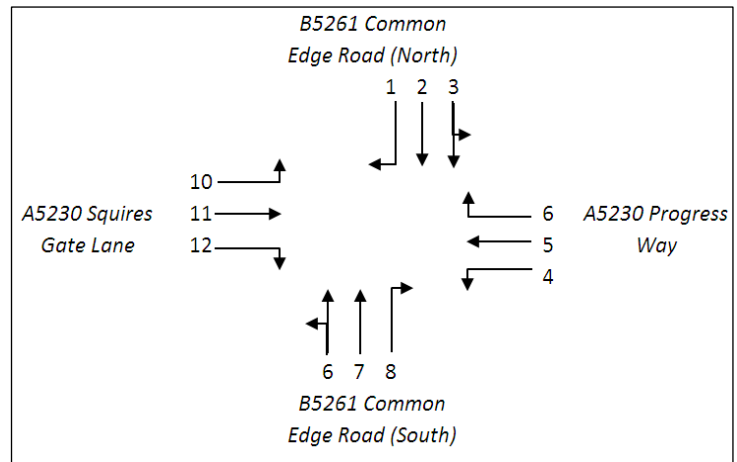 B5261 Common
Edge Road (North)
1 2 3
10
A5230 Squires 11 6 A5230 Progress
Gate Lane 12 5 Way
4
6 7 8
B5261 Common
Edge Road (South)